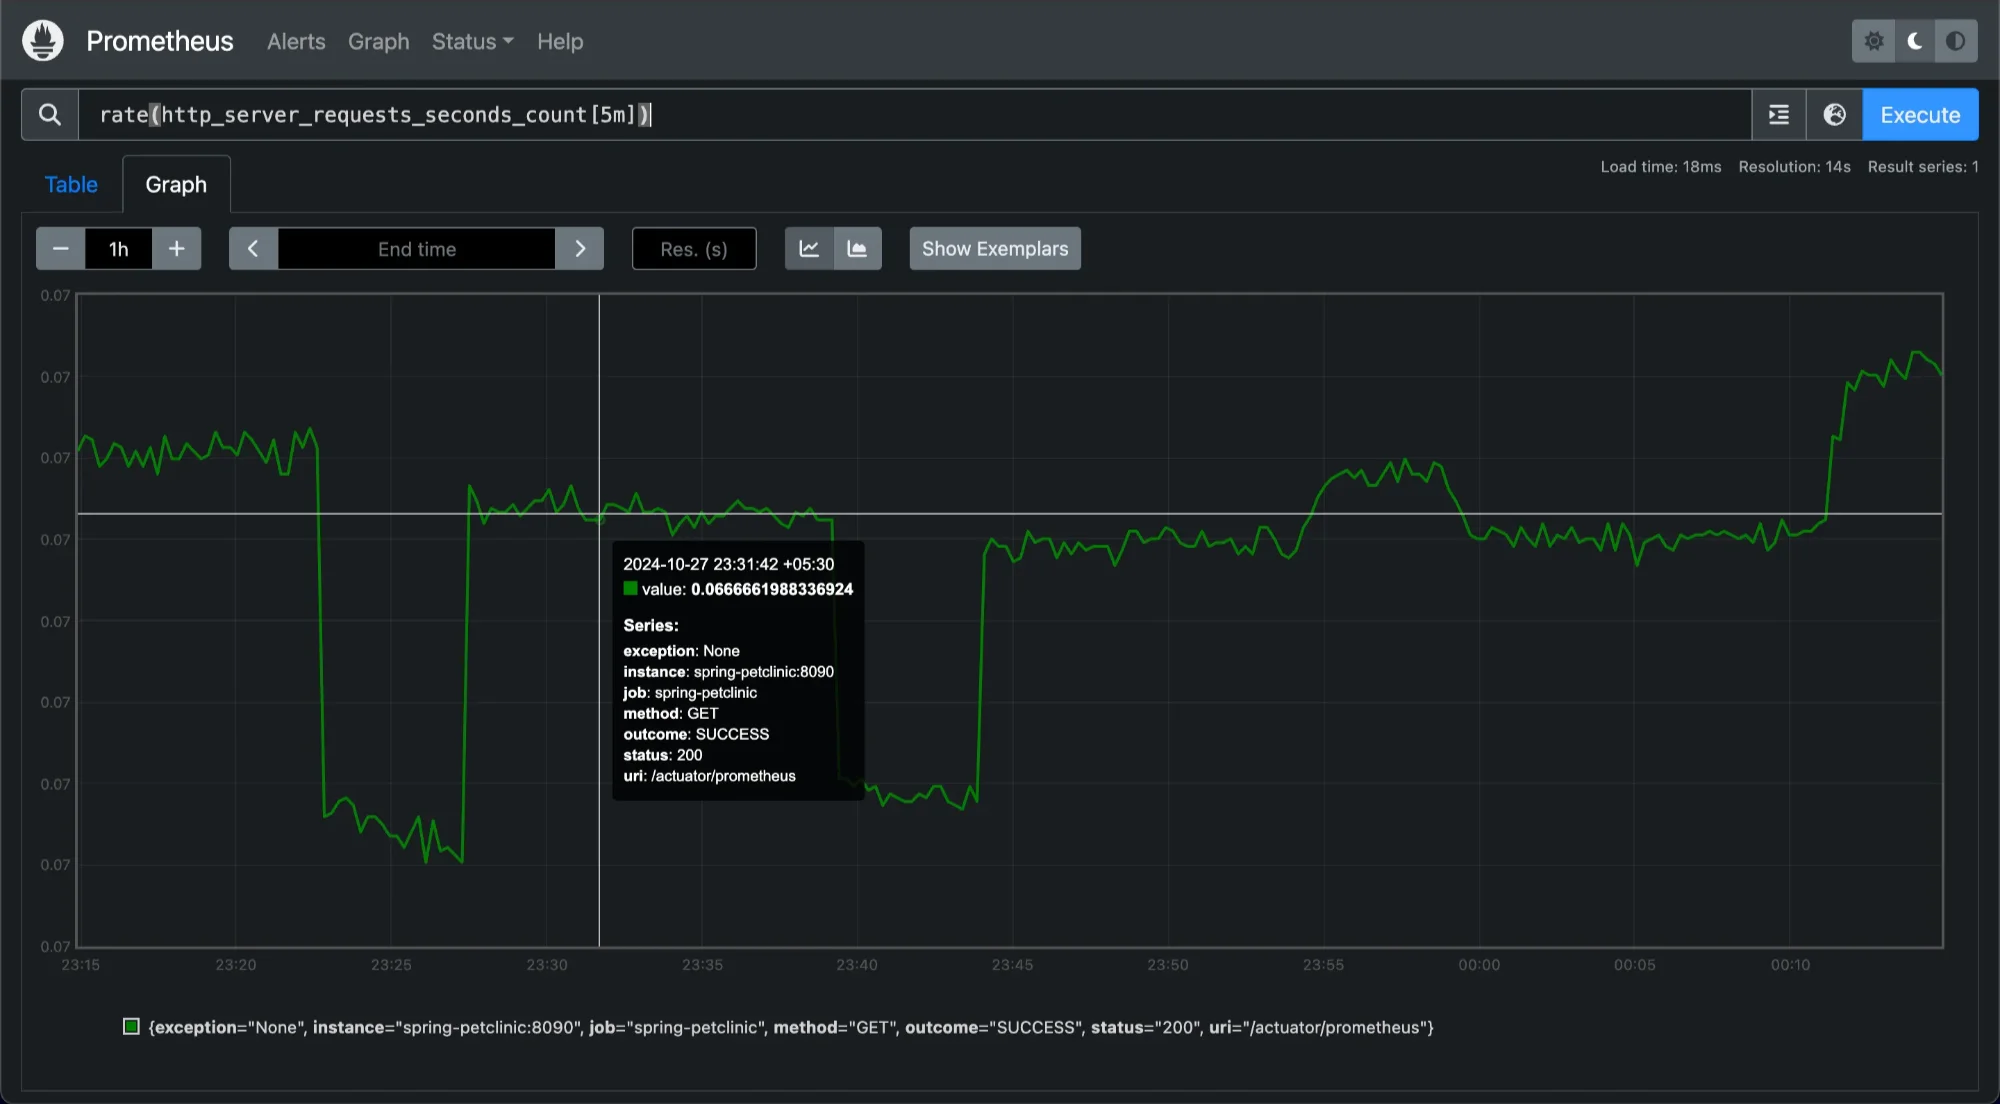 Prometheus Alerts Graph Status Help
rate(http_server_requests_seconds_count[5m])
Execute
Load time: 18ms Resolution: 14s Result series: 1
Table Graph
− 1h + End time Res. (s) Show Exemplars
0.07
0.07
0.07
0.07
0.07
0.07
0.07
0.07
0.07
2024-10-27 23:31:42 +05:30
value: 0.0666661988336924
Series:
exception: None
instance: spring-petclinic:8090
job: spring-petclinic
method: GET
outcome: SUCCESS
status: 200
uri: /actuator/prometheus
23:15 23:20 23:25 23:30 23:35 23:40 23:45 23:50 23:55 00:00 00:05 00:10
{exception="None", instance="spring-petclinic:8090", job="spring-petclinic", method="GET", outcome="SUCCESS", status="200", uri="/actuator/prometheus"}